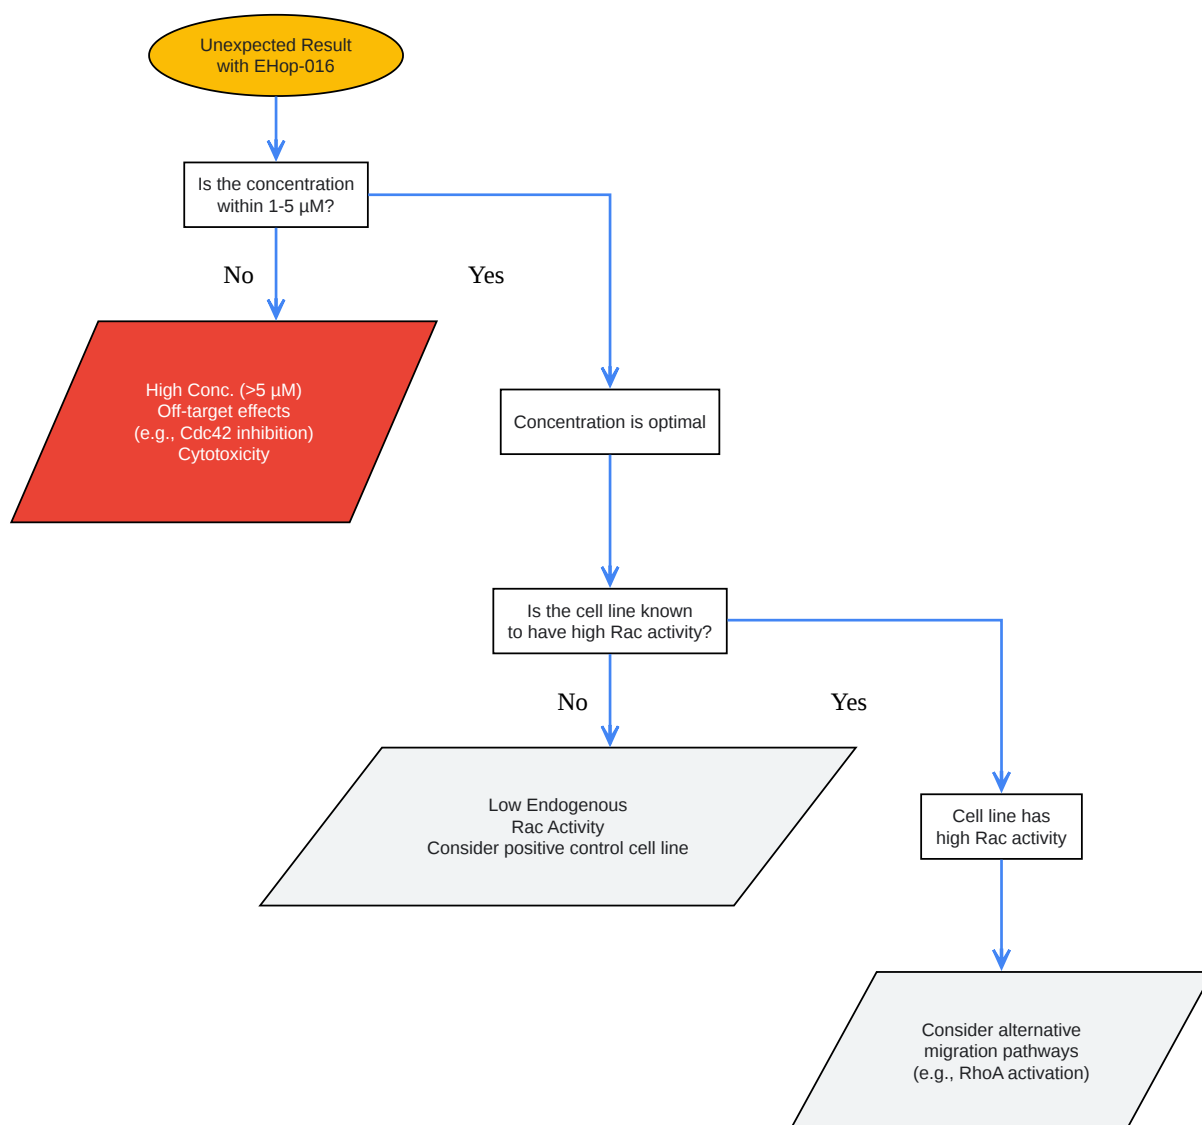 Unexpected Result
with EHop-016
Is the concentration
within 1-5 µM?
No
Yes
High Conc. (>5 µM)
Off-target effects
(e.g., Cdc42 inhibition)
Cytotoxicity
Concentration is optimal
Is the cell line known
to have high Rac activity?
No
Yes
Low Endogenous
Rac Activity
Consider positive control cell line
Cell line has
high Rac activity
Consider alternative
migration pathways
(e.g., RhoA activation)